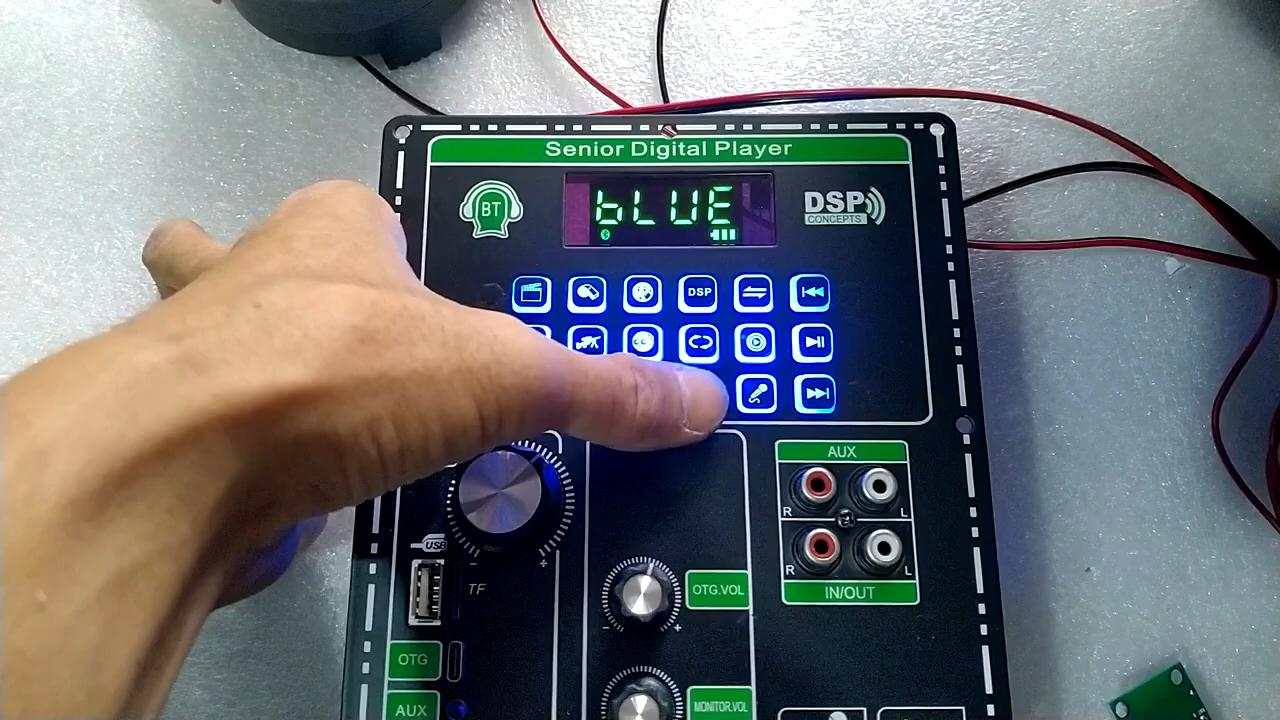 Senior Digital Player
BT
bLUE
DSP
CONCEPTS
DSP
AUX
R
L
R
L
IN/OUT
USB
TF
- +
OTG.VOL
- +
OTG
AUX
MONITOR.VOL